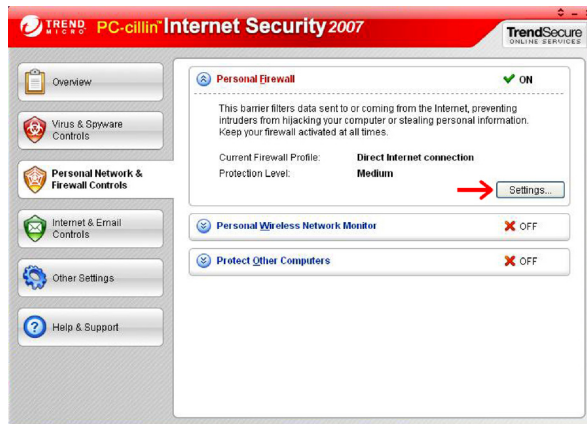 TREND MICRO PC-cillin™ Internet Security 2007
TrendSecure
ONLINE SERVICES
Overview
Virus & Spyware
Controls
Personal Network &
Firewall Controls
Internet & Email
Controls
Other Settings
Help & Support
Personal Firewall
ON
This barrier filters data sent to or coming from the Internet, preventing
intruders from hijacking your computer or stealing personal information.
Keep your firewall activated at all times.
Current Firewall Profile: Direct Internet connection
Protection Level: Medium
Settings...
Personal Wireless Network Monitor
OFF
Protect Other Computers
OFF